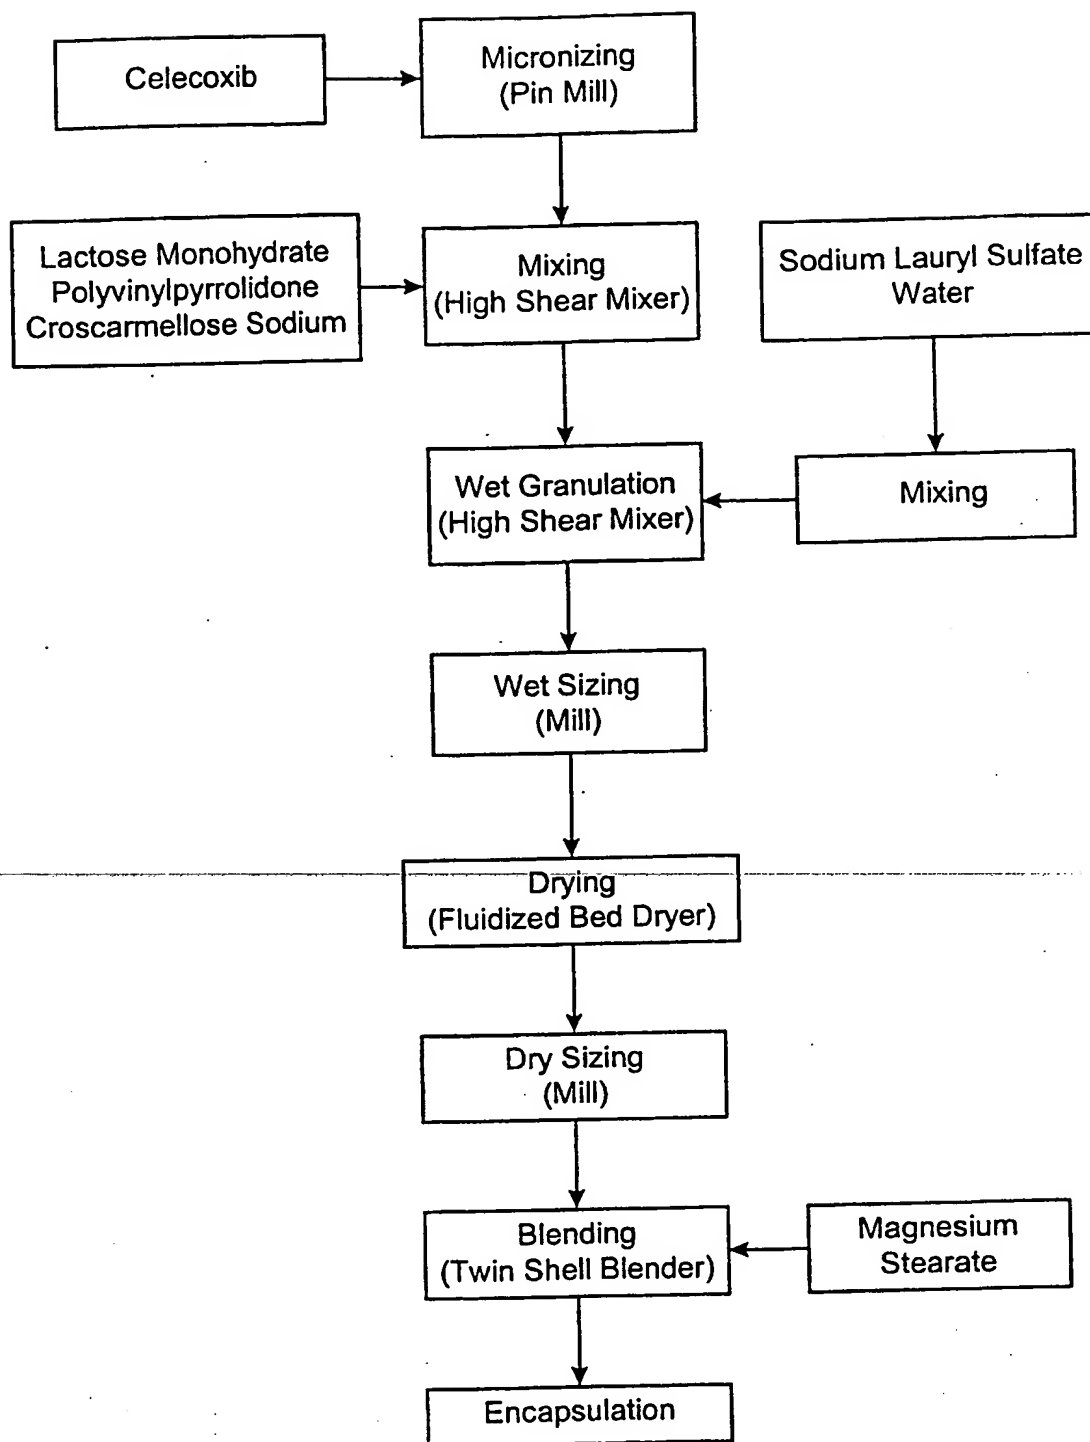 Celecoxib
Micronizing
(Pin Mill)
Lactose Monohydrate
Polyvinylpyrrolidone
Croscarmellose Sodium
Mixing
(High Shear Mixer)
Sodium Lauryl Sulfate
Water
Wet Granulation
(High Shear Mixer)
Mixing
Wet Sizing
(Mill)
Drying
(Fluidized Bed Dryer)
Dry Sizing
(Mill)
Blending
(Twin Shell Blender)
Magnesium
Stearate
Encapsulation